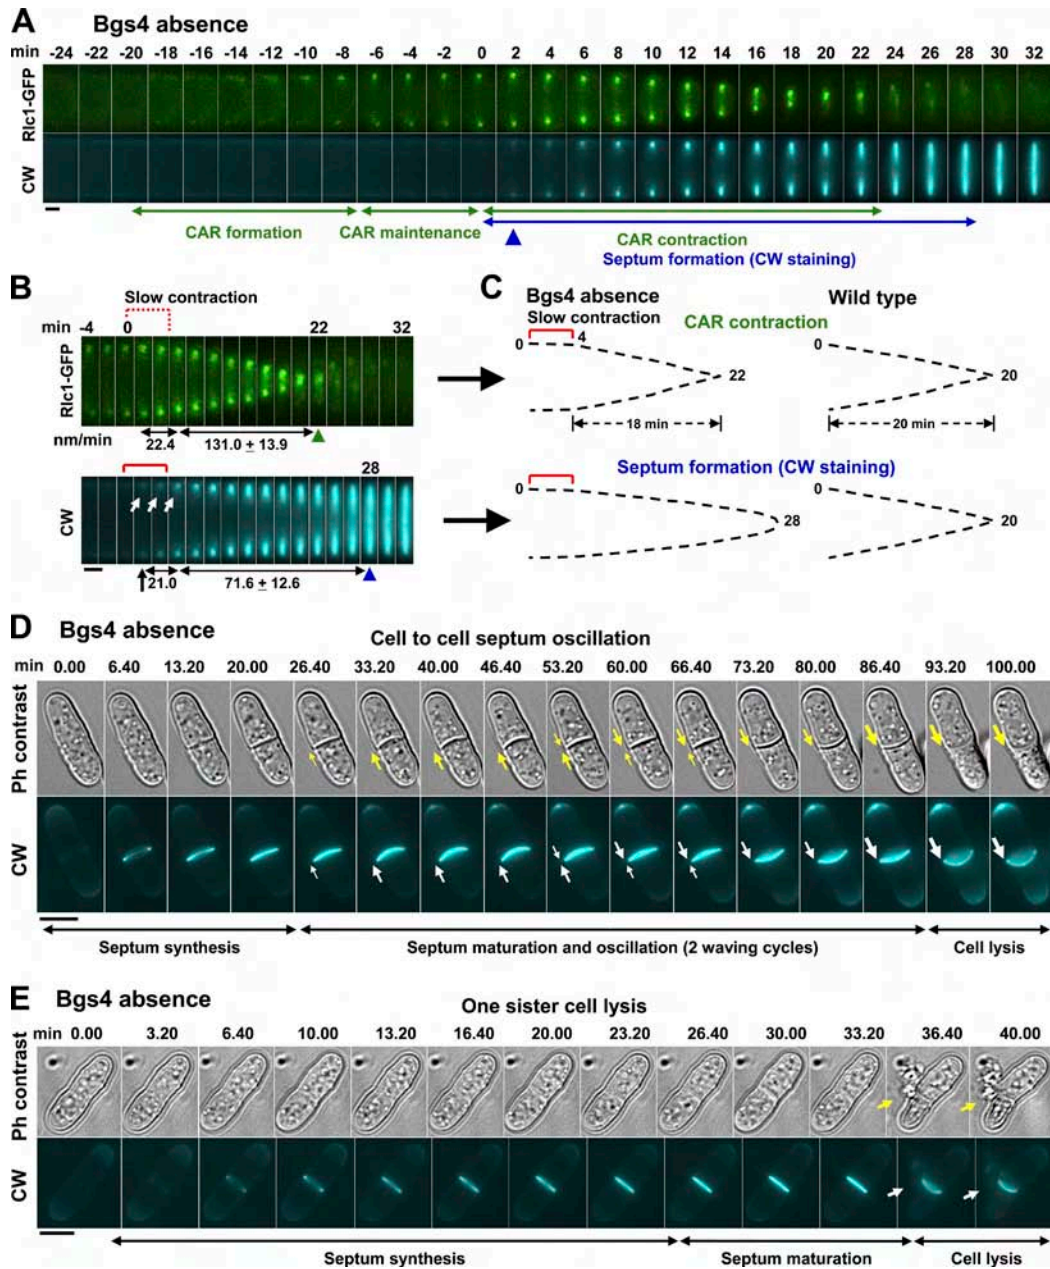 A Bgs4 absence
min -24 -22 -20 -18 -16 -14 -12 -10 -8 -6 -4 -2 0 2 4 6 8 10 12 14 16 18 20 22 24 26 28 30 32
Rlc1-GFP
CW
CAR formation CAR maintenance CAR contraction
Septum formation (CW staining)
B
Slow contraction
min -4 0 22 32
Rlc1-GFP
nm/min 22.4 131.0 ± 13.9
28
CW
21.0 71.6 ± 12.6
C Bgs4 absence Wild type
Slow contraction CAR contraction
0 4 22 0 20
18 min 20 min
Septum formation (CW staining)
0 28 0 20
D Bgs4 absence Cell to cell septum oscillation
min 0.00 6.40 13.20 20.00 26.40 33.20 40.00 46.40 53.20 60.00 66.40 73.20 80.00 86.40 93.20 100.00
Ph contrast
CW
Septum synthesis Septum maturation and oscillation (2 waving cycles) Cell lysis
E Bgs4 absence One sister cell lysis
min 0.00 3.20 6.40 10.00 13.20 16.40 20.00 23.20 26.40 30.00 33.20 36.40 40.00
Ph contrast
CW
Septum synthesis Septum maturation Cell lysis